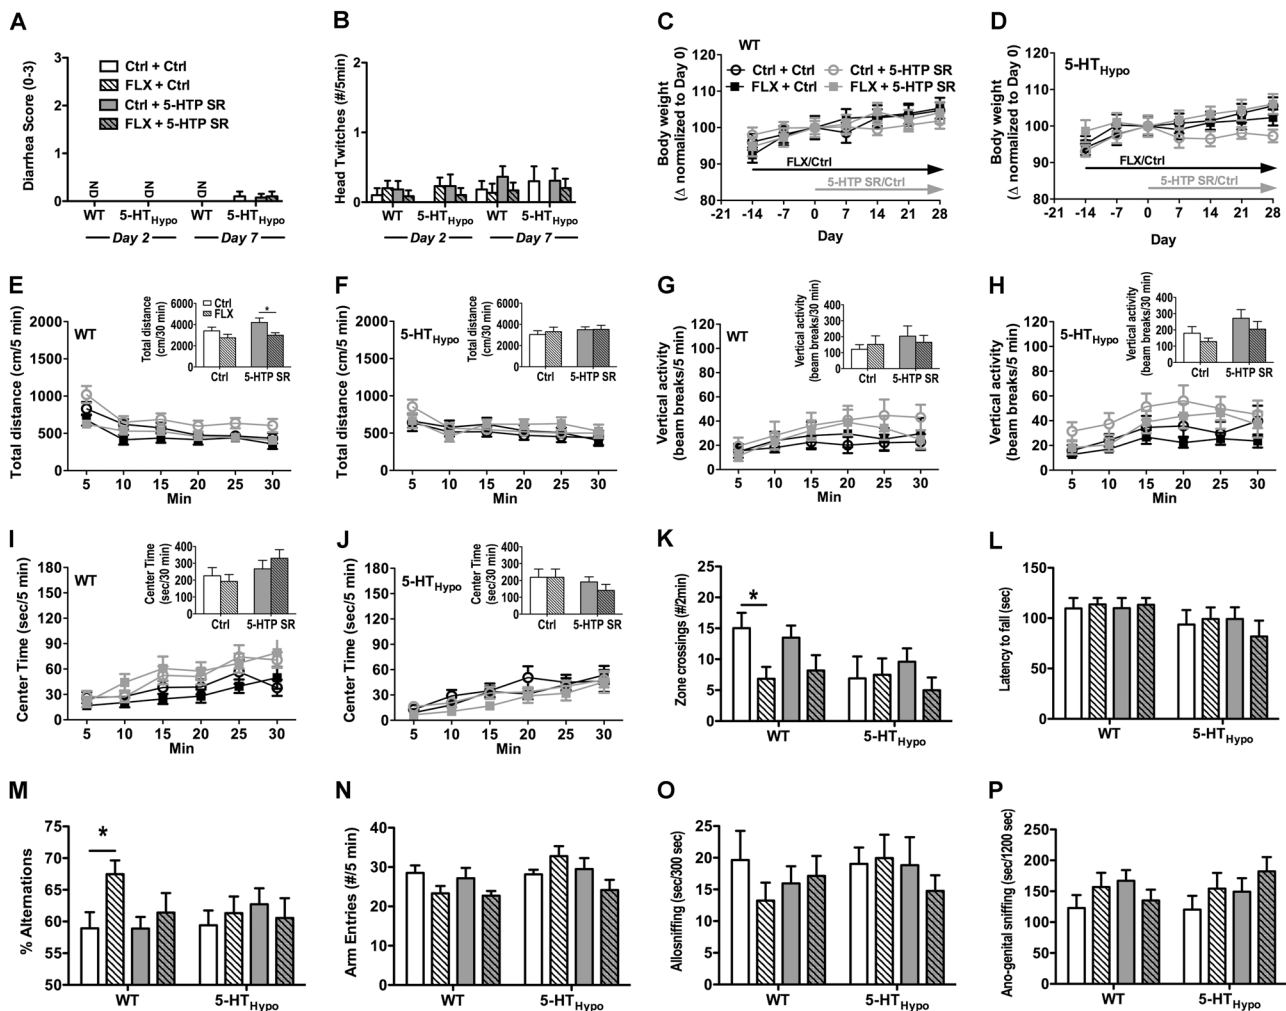 A
Diarrhea Score (0-3)
3
2
1
0
Ctrl + Ctrl
FLX + Ctrl
Ctrl + 5-HTP SR
FLX + 5-HTP SR
ND
ND
ND
WT 5-HTHypo WT 5-HTHypo
Day 2 Day 7
B
Head Twitches (#/5min)
2
1
0
WT 5-HTHypo WT 5-HTHypo
Day 2 Day 7
C
WT
Body weight
(Δ normalized to Day 0)
120
110
100
90
80
Ctrl + Ctrl Ctrl + 5-HTP SR
FLX + Ctrl FLX + 5-HTP SR
FLX/Ctrl
5-HTP SR/Ctrl
-21 -14 -7 0 7 14 21 28
Day
D
5-HTHypo
Body weight
(Δ normalized to Day 0)
120
110
100
90
80
FLX/Ctrl
5-HTP SR/Ctrl
-21 -14 -7 0 7 14 21 28
Day
E
WT
Total distance (cm/5 min)
2000
1500
1000
500
0
5 10 15 20 25 30
Min
Total distance
(cm/30 min)
6000
4000
2000
0
Ctrl
FLX
*
Ctrl 5-HTP SR
F
5-HTHypo
Total distance (cm/5 min)
2000
1500
1000
500
0
5 10 15 20 25 30
Min
Total distance
(cm/30 min)
6000
4000
2000
0
Ctrl 5-HTP SR
G
WT
Vertical activity
(beam breaks/5 min)
120
100
80
60
40
20
0
5 10 15 20 25 30
Min
Vertical activity
(beam breaks/30 min)
400
300
200
100
0
Ctrl 5-HTP SR
H
5-HTHypo
Vertical activity
(beam breaks/5 min)
120
100
80
60
40
20
0
5 10 15 20 25 30
Min
Vertical activity
(beam breaks/30 min)
400
300
200
100
0
Ctrl 5-HTP SR
I
WT
Center Time (sec/5 min)
180
150
120
90
60
30
0
5 10 15 20 25 30
Min
Center Time
(sec/30 min)
400
300
200
100
0
Ctrl 5-HTP SR
J
5-HTHypo
Center Time (sec/5 min)
180
150
120
90
60
30
0
5 10 15 20 25 30
Min
Center Time
(sec/30 min)
400
300
200
100
0
Ctrl 5-HTP SR
K
Zone crossings (#/2min)
25
20
15
10
5
0
*
WT 5-HTHypo
L
Latency to fall (sec)
150
100
50
0
WT 5-HTHypo
M
% Alternations
75
70
65
60
55
50
*
WT 5-HTHypo
N
Arm Entries (#/5 min)
40
30
20
10
0
WT 5-HTHypo
O
Allosniffing (sec/300 sec)
25
20
15
10
5
0
WT 5-HTHypo
P
Ano-genital sniffing (sec/1200 sec)
250
200
150
100
50
0
WT 5-HTHypo